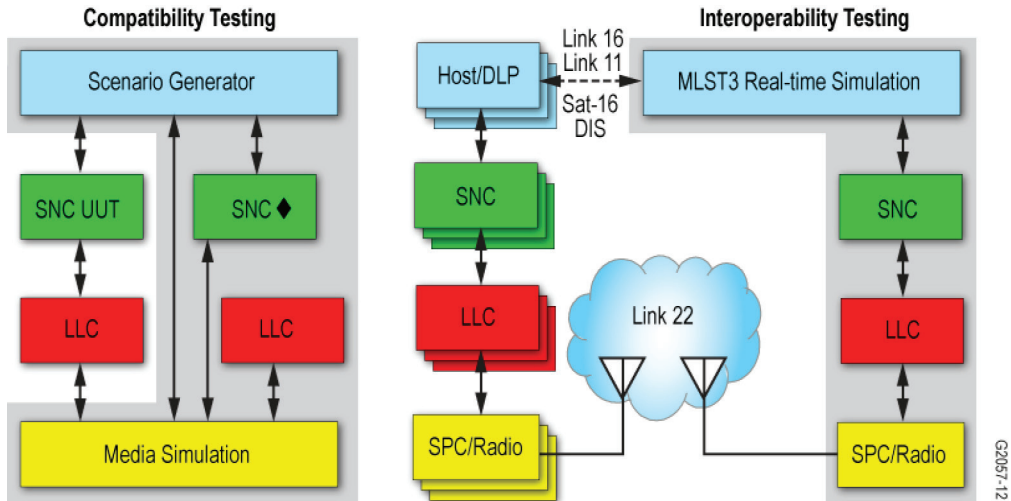 Compatibility Testing
Scenario Generator
SNC UUT
SNC ♦
LLC
LLC
Media Simulation
Interoperability Testing
Host/DLP
Link 16
Link 11
Sat-16
DIS
MLST3 Real-time Simulation
SNC
SNC
LLC
Link 22
LLC
SPC/Radio
SPC/Radio
G2057-12